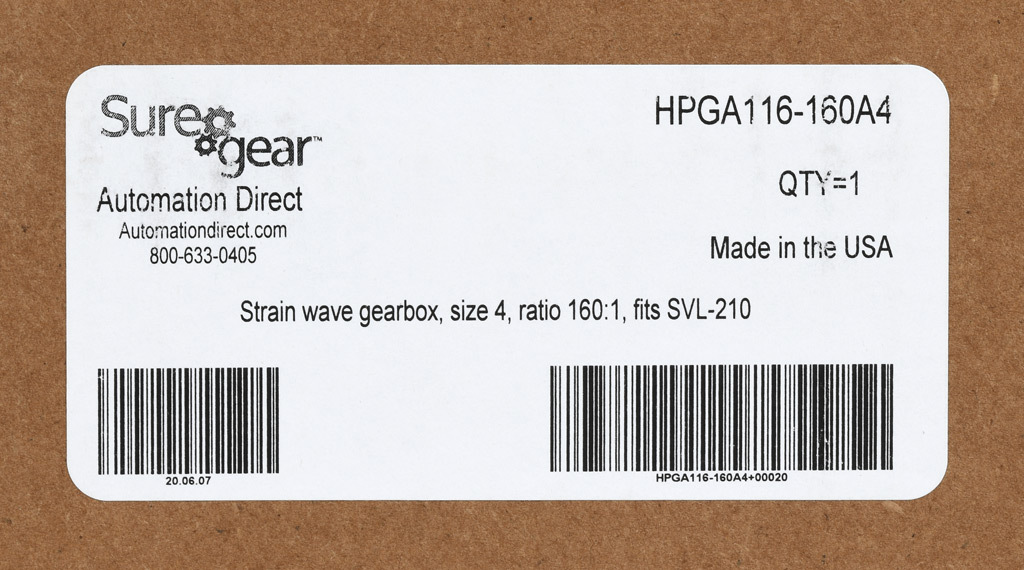 Sure gear™
HPGA116-160A4
Automation Direct
QTY=1
Automationdirect.com
800-633-0405
Made in the USA
Strain wave gearbox, size 4, ratio 160:1, fits SVL-210
20.06.07
HPGA116-160A4+00020